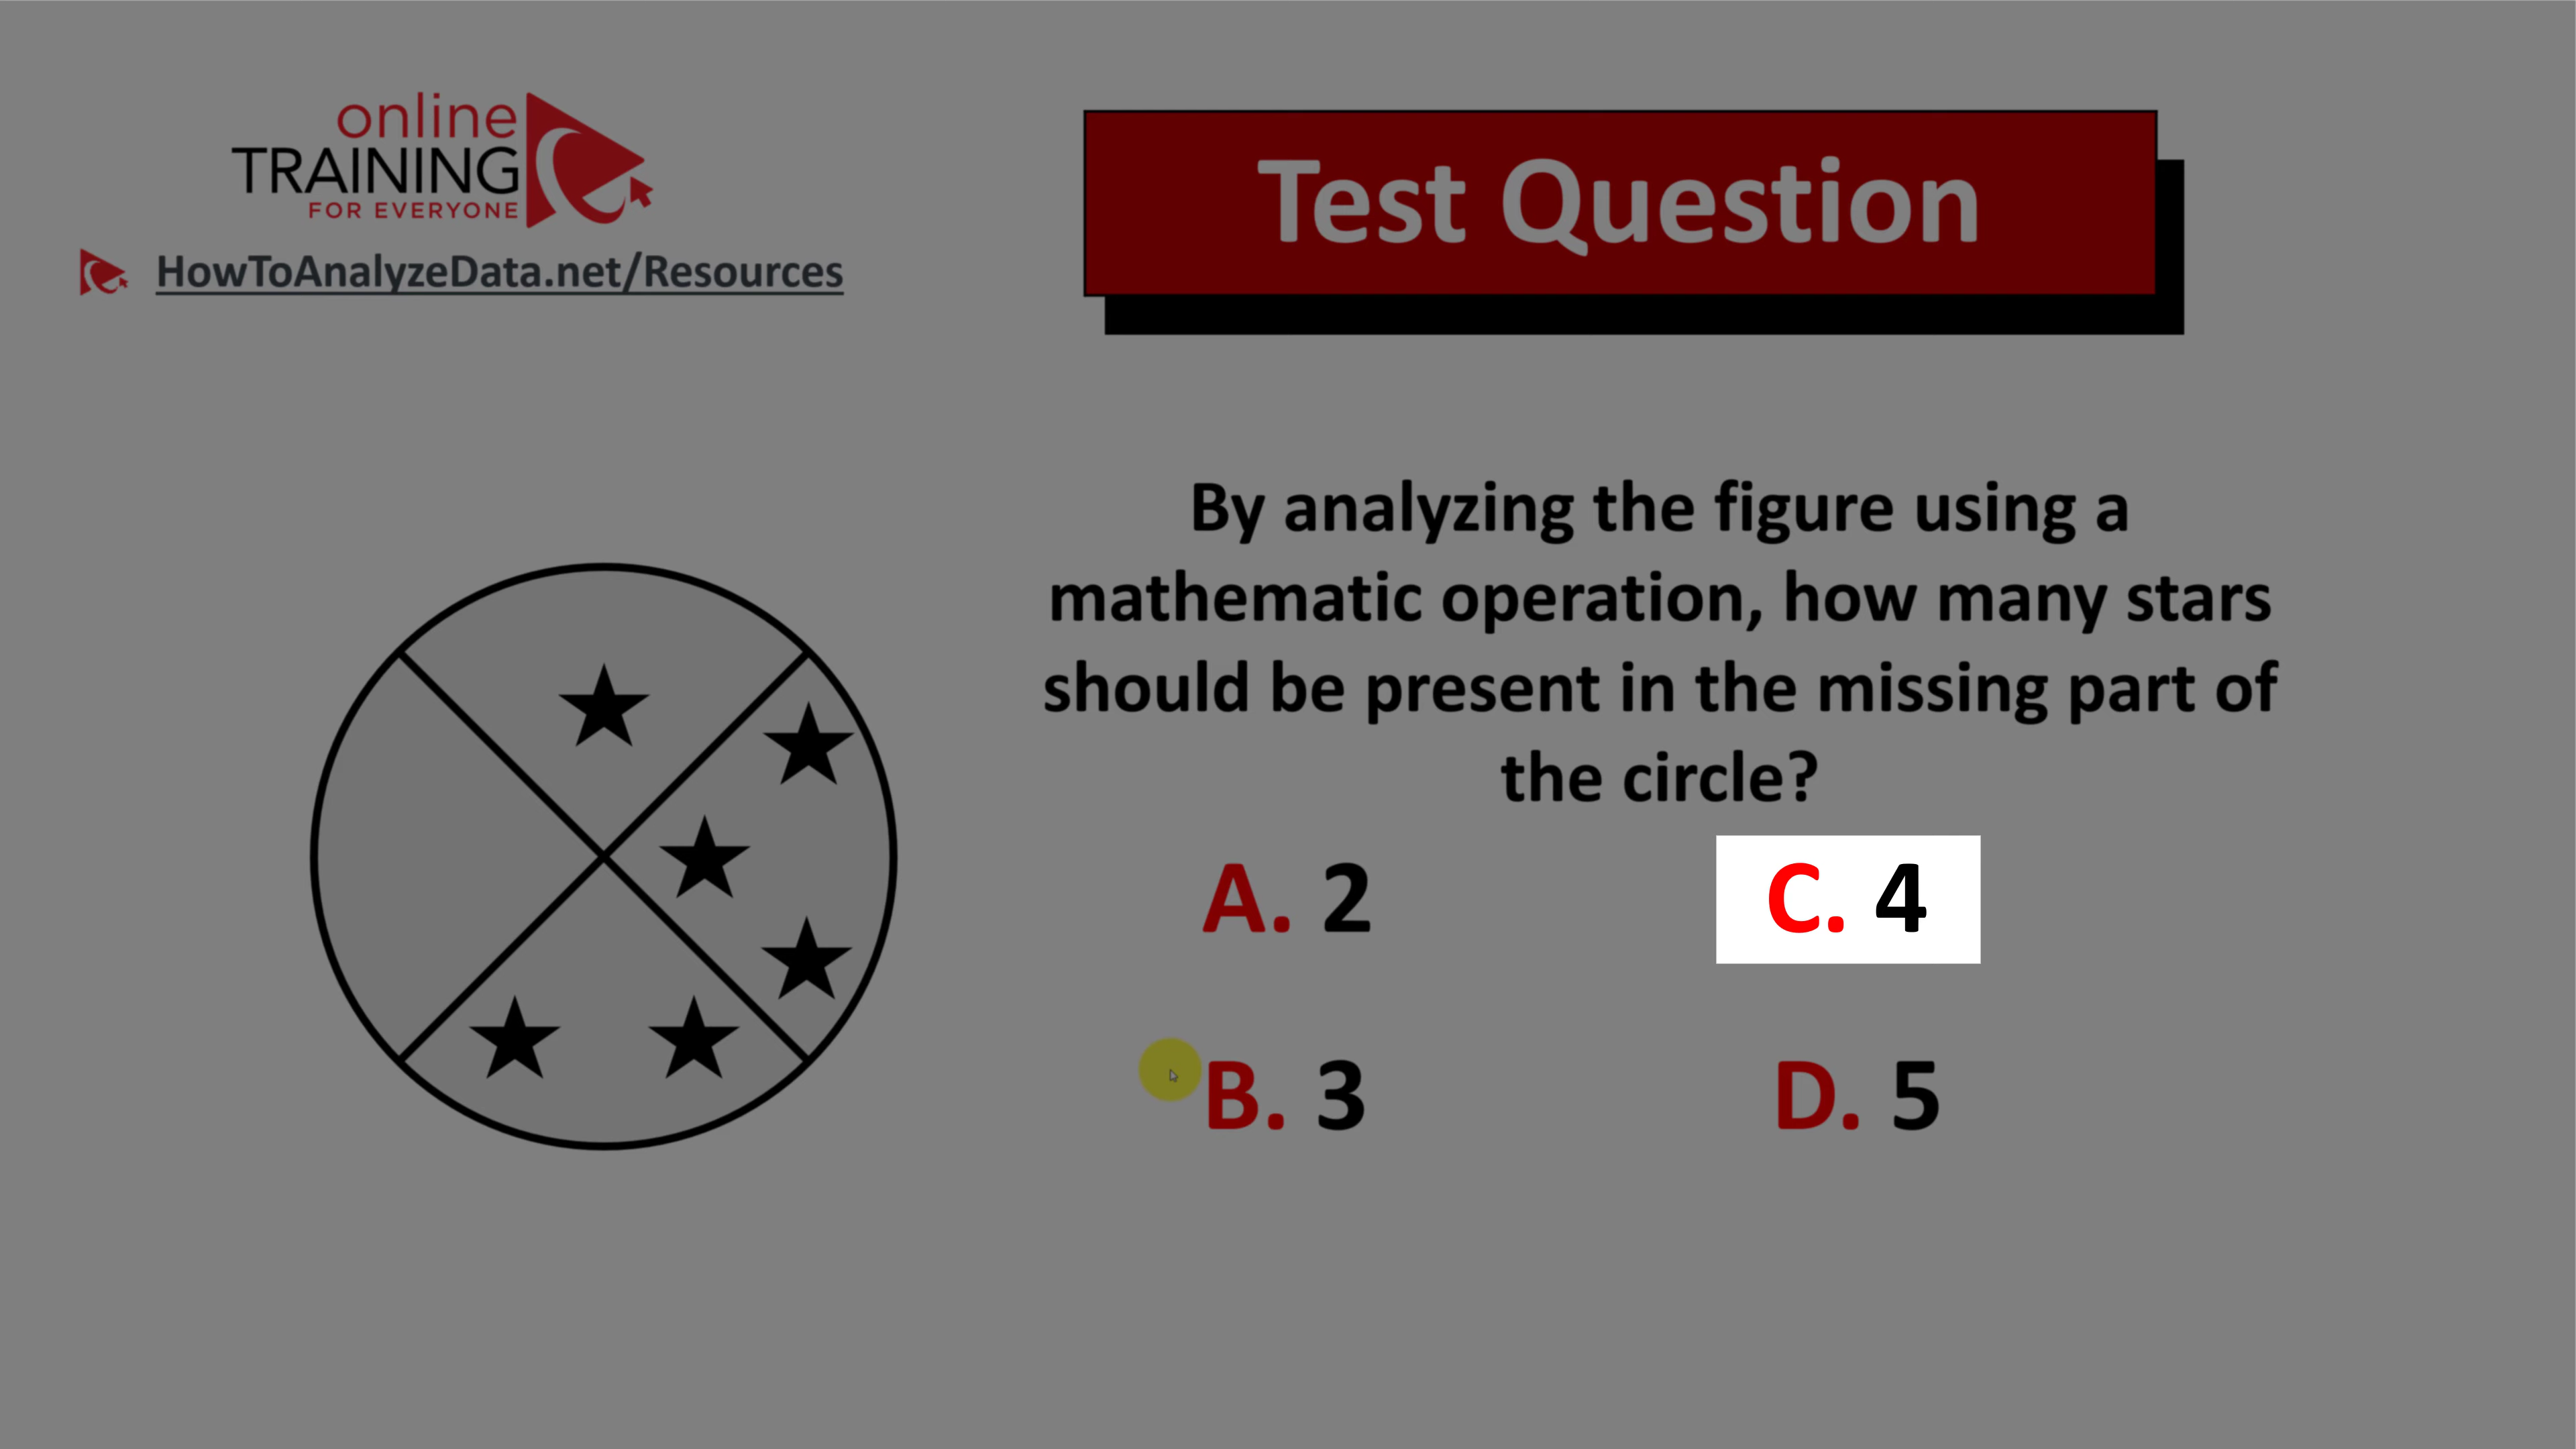 online
TRAINING
FOR EVERYONE
HowToAnalyzeData.net/Resources
Test Question
By analyzing the figure using a
mathematic operation, how many stars
should be present in the missing part of
the circle?
A. 2
C. 4
B. 3
D. 5